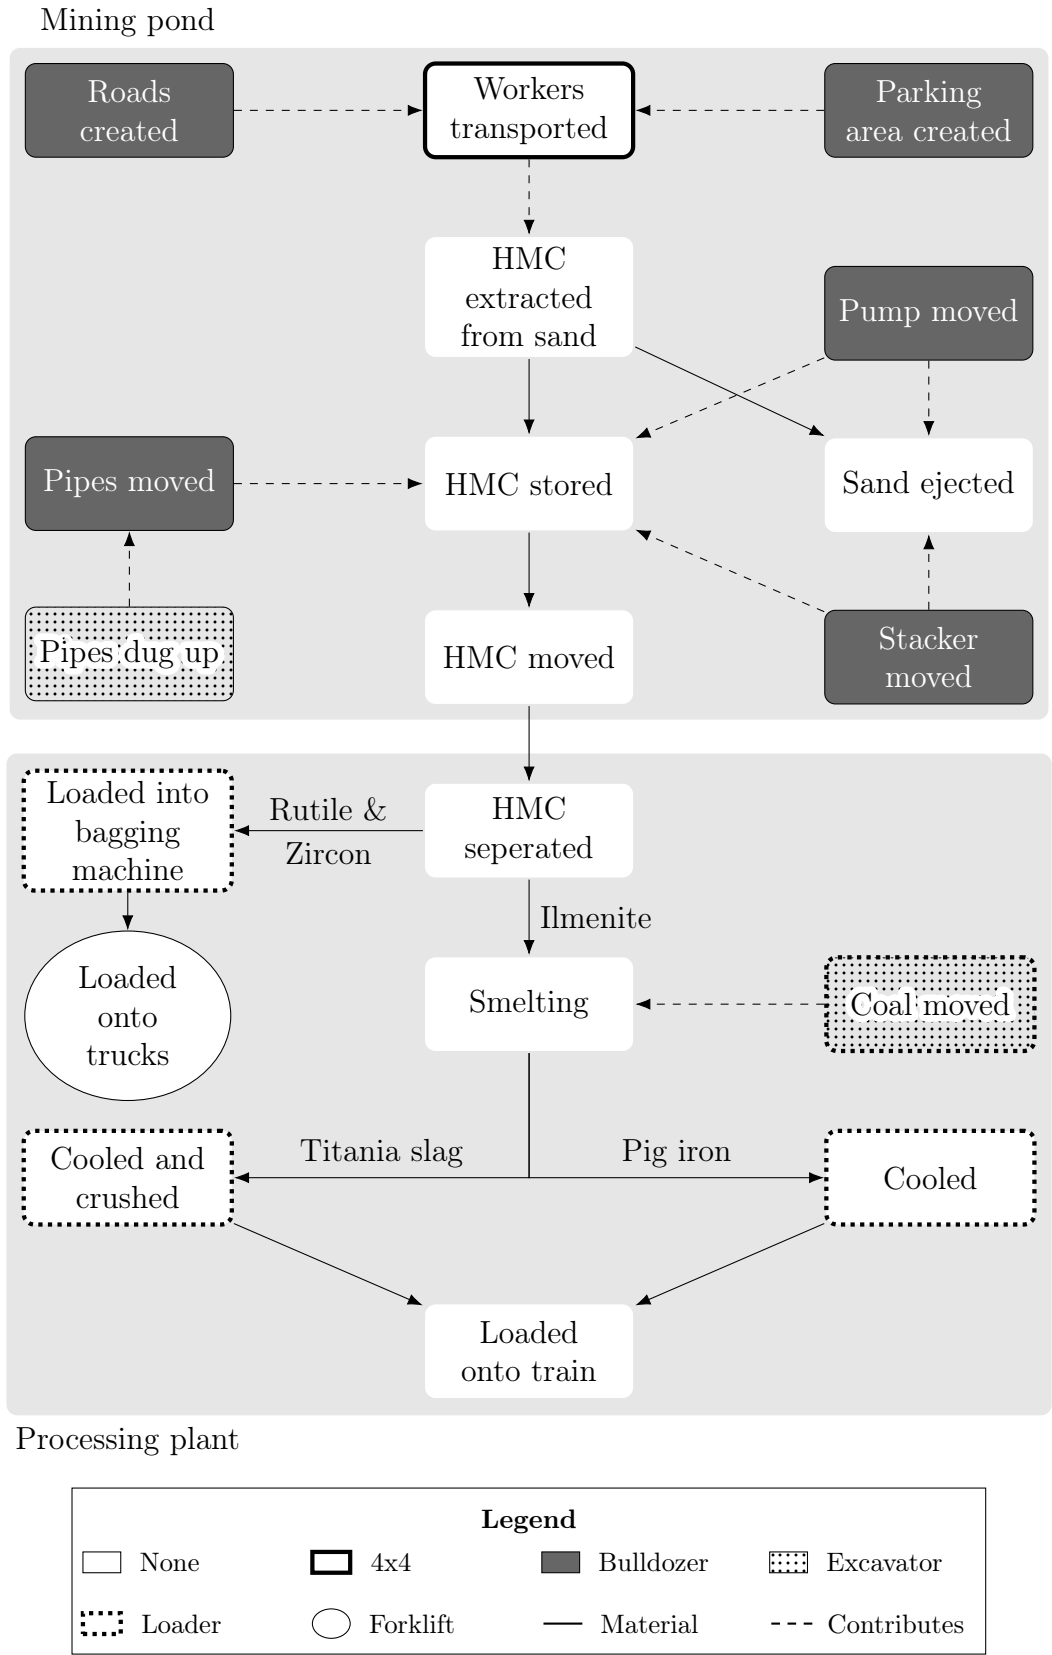 Mining pond
Roads
created
Workers
transported
Parking
area created
HMC
extracted
from sand
Pump moved
Pipes moved
HMC stored
Sand ejected
Pipes dug up
HMC moved
Stacker
moved
Loaded into
bagging
machine
Rutile &
Zircon
HMC
seperated
Ilmenite
Loaded
onto
trucks
Smelting
Coal moved
Cooled and
crushed
Titania slag
Pig iron
Cooled
Loaded
onto train
Processing plant
Legend
None
4x4
Bulldozer
Excavator
Loader
Forklift
Material
Contributes